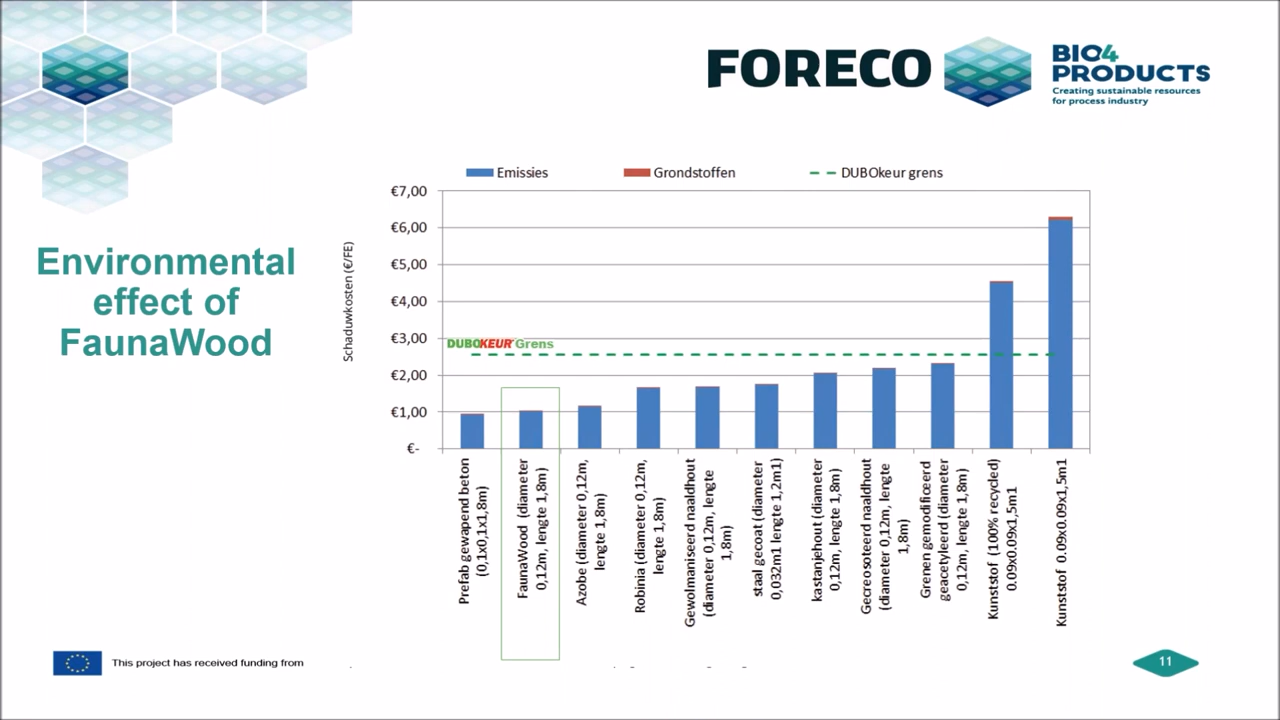 FORECO
BIO4
PRODUCTS
Creating sustainable resources
for process industry
Environmental
effect of
FaunaWood
Emissies
Grondstoffen
DUBOkeur grens
Schaduwkosten (€/FE)
€7,00
€6,00
€5,00
€4,00
€3,00
€2,00
€1,00
€-
DUBOKEUR Grens
Prefab gewapend beton
(0,1x0,1x1,8m)
FaunaWood (diameter
0,12m, lengte 1,8m)
Azobe (diameter 0,12m,
lengte 1,8m)
Robinia (diameter 0,12m,
lengte 1,8m)
Gewolmaniseerd naaldhout
(diameter 0,12m, lengte
1,8m)
staal gecoat (diameter
0,032m1 lengte 1,2m1)
kastanjehout (diameter
0,12m, lengte 1,8m)
Gecreosoteerd naaldhout
(diameter 0,12m, lengte
1,8m)
Grenen gemodificeerd
geacetyleerd (diameter
0,12m, lengte 1,8m)
Kunststof (100% recycled)
0.09x0.09x1,5m1
Kunststof 0.09x0.09x1,5m1
This project has received funding from
11